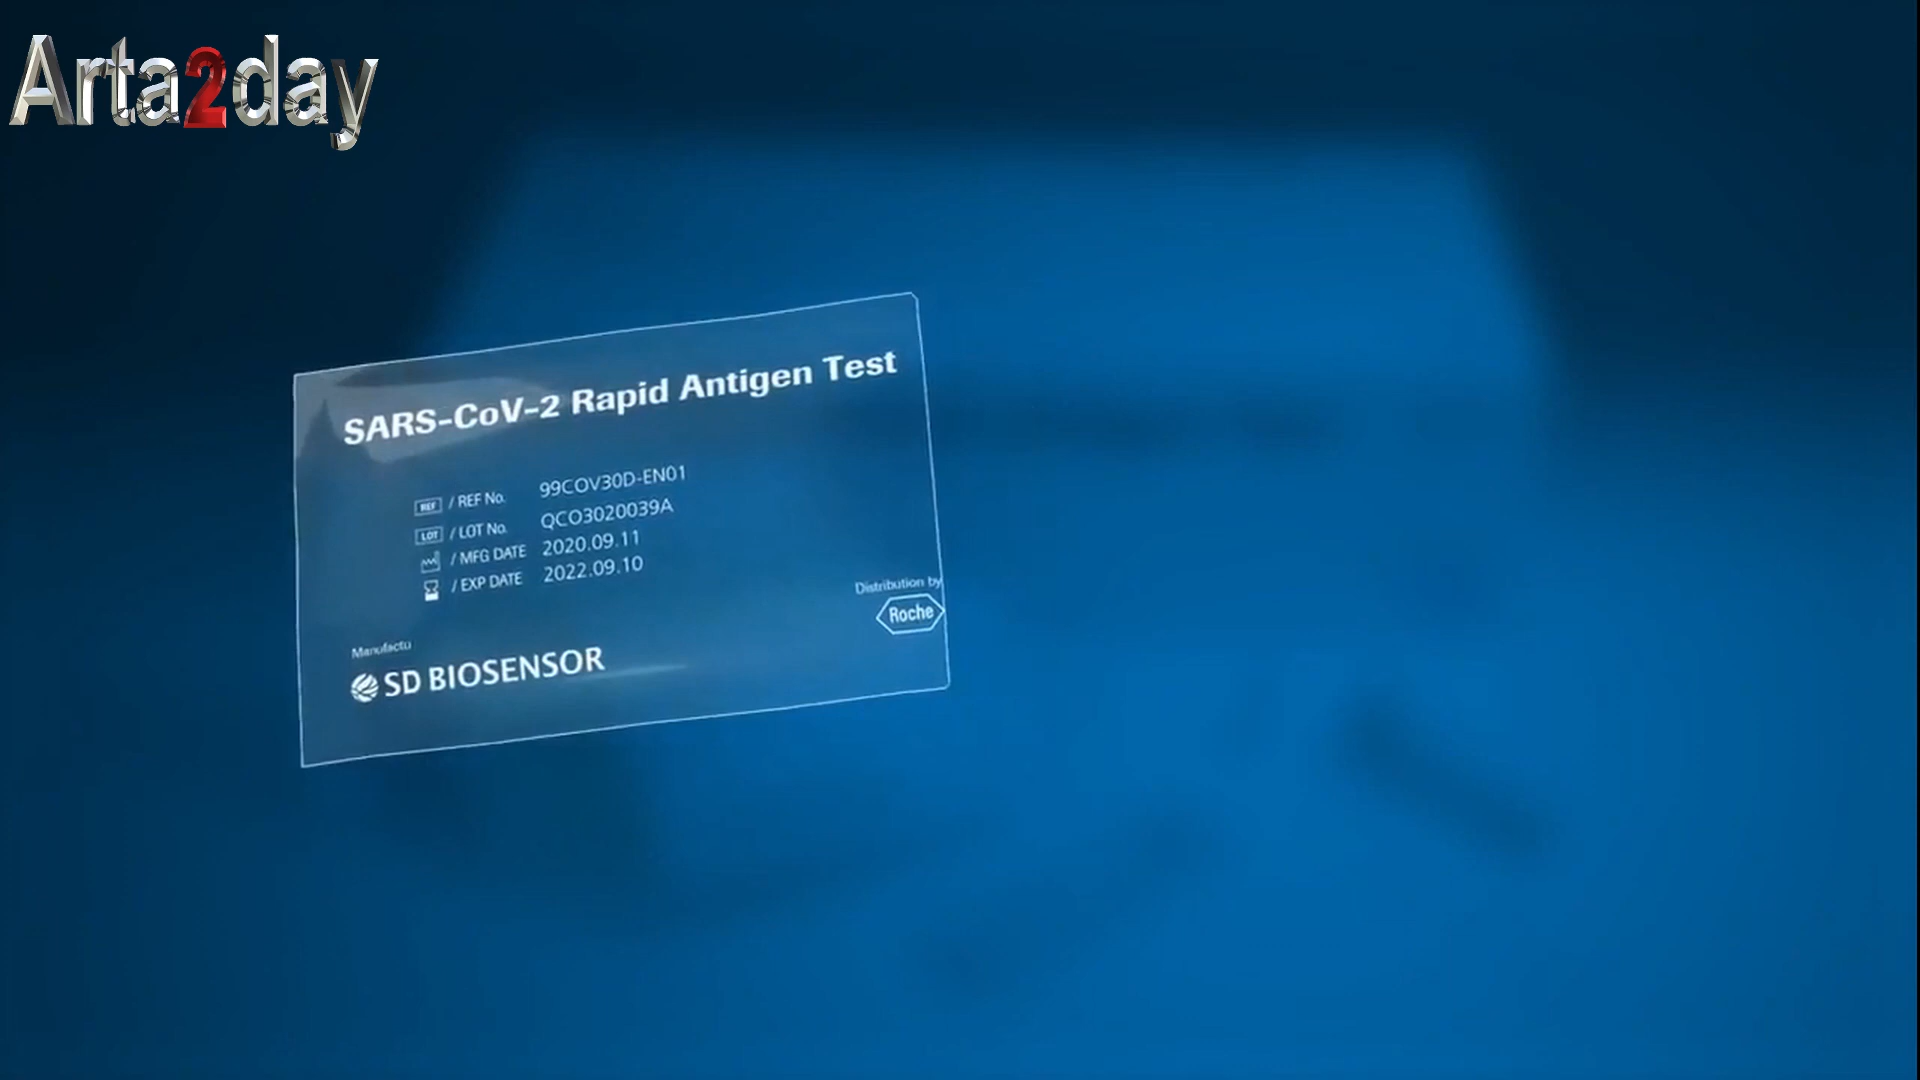 Arta2day
SARS-CoV-2 Rapid Antigen Test
REF / REF No. 99COV30D-EN01
LOT / LOT No. QCO3020039A
/ MFG DATE 2020.09.11
/ EXP DATE 2022.09.10
Distribution by
Roche
Manufactu
SD BIOSENSOR